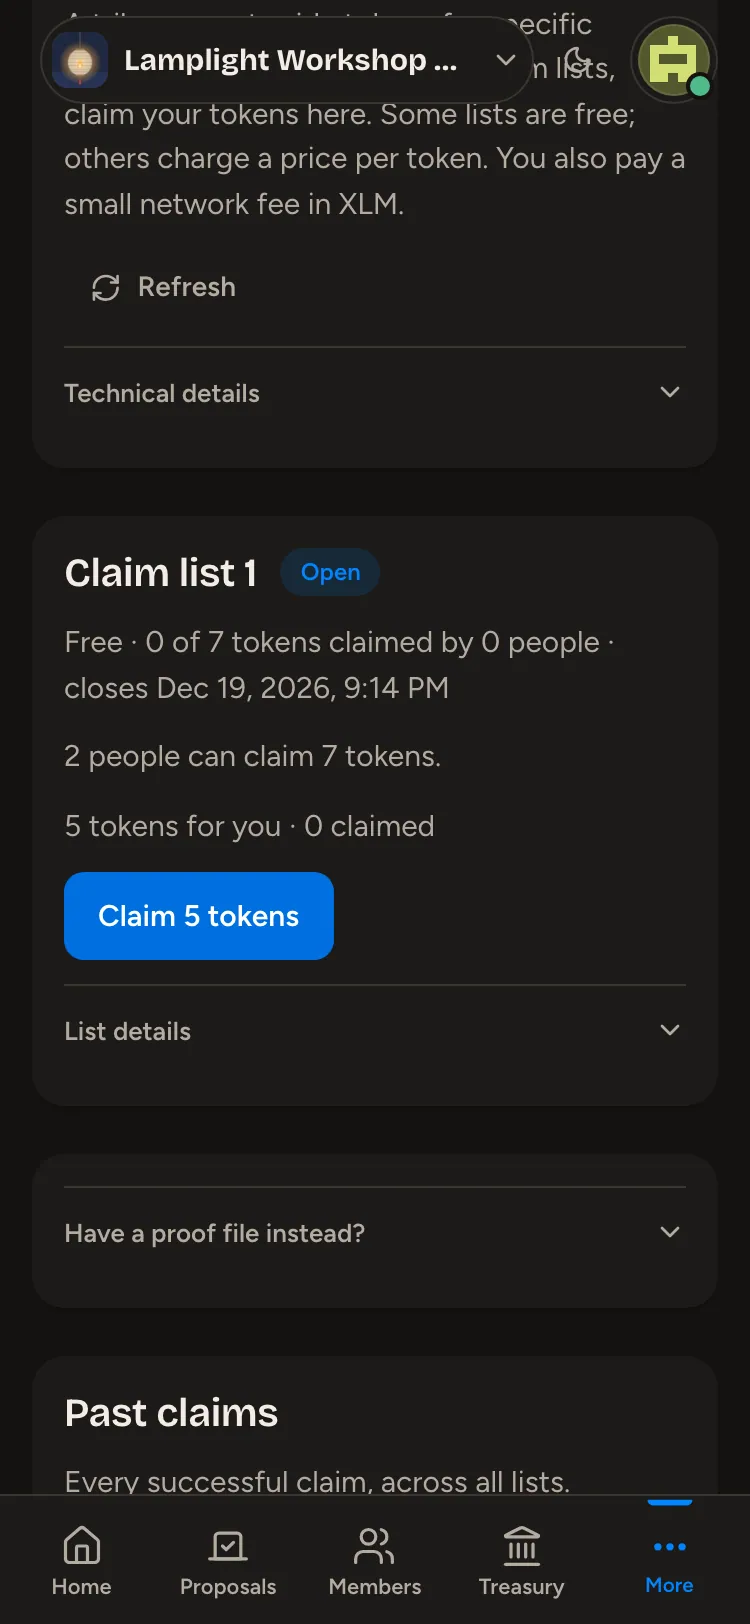 ecific
Lamplight Workshop ...
m lists,
claim your tokens here. Some lists are free;
others charge a price per token. You also pay a
small network fee in XLM.
Refresh
Technical details
Claim list 1
Open
Free · 0 of 7 tokens claimed by 0 people ·
closes Dec 19, 2026, 9:14 PM
2 people can claim 7 tokens.
5 tokens for you · 0 claimed
Claim 5 tokens
List details
Have a proof file instead?
Past claims
Every successful claim, across all lists.
Home
Proposals
Members
Treasury
More